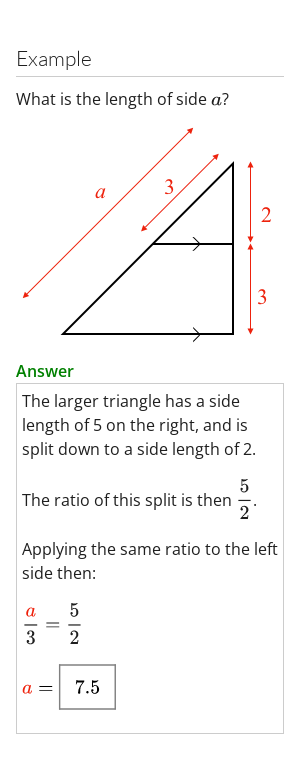 Example
What is the length of side a?
a
3
2
3
Answer
The larger triangle has a side
length of 5 on the right, and is
split down to a side length of 2.
The ratio of this split is then 5/2.
Applying the same ratio to the left
side then:
a/3 = 5/2
a = 7.5